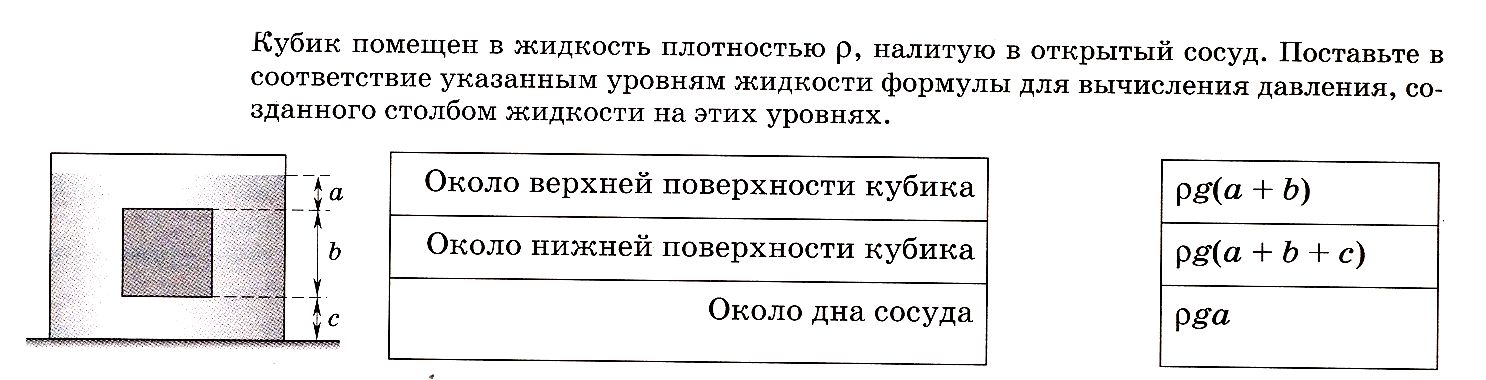 Кубик помещен в жидкость плотностью ρ, налитую в открытый сосуд. Поставьте в
соответствие указанным уровням жидкости формулы для вычисления давления, со-
зданного столбом жидкости на этих уровнях.
a
b
c
Около верхней поверхности кубика
Около нижней поверхности кубика
Около дна сосуда
ρg(a + b)
ρg(a + b + c)
ρga